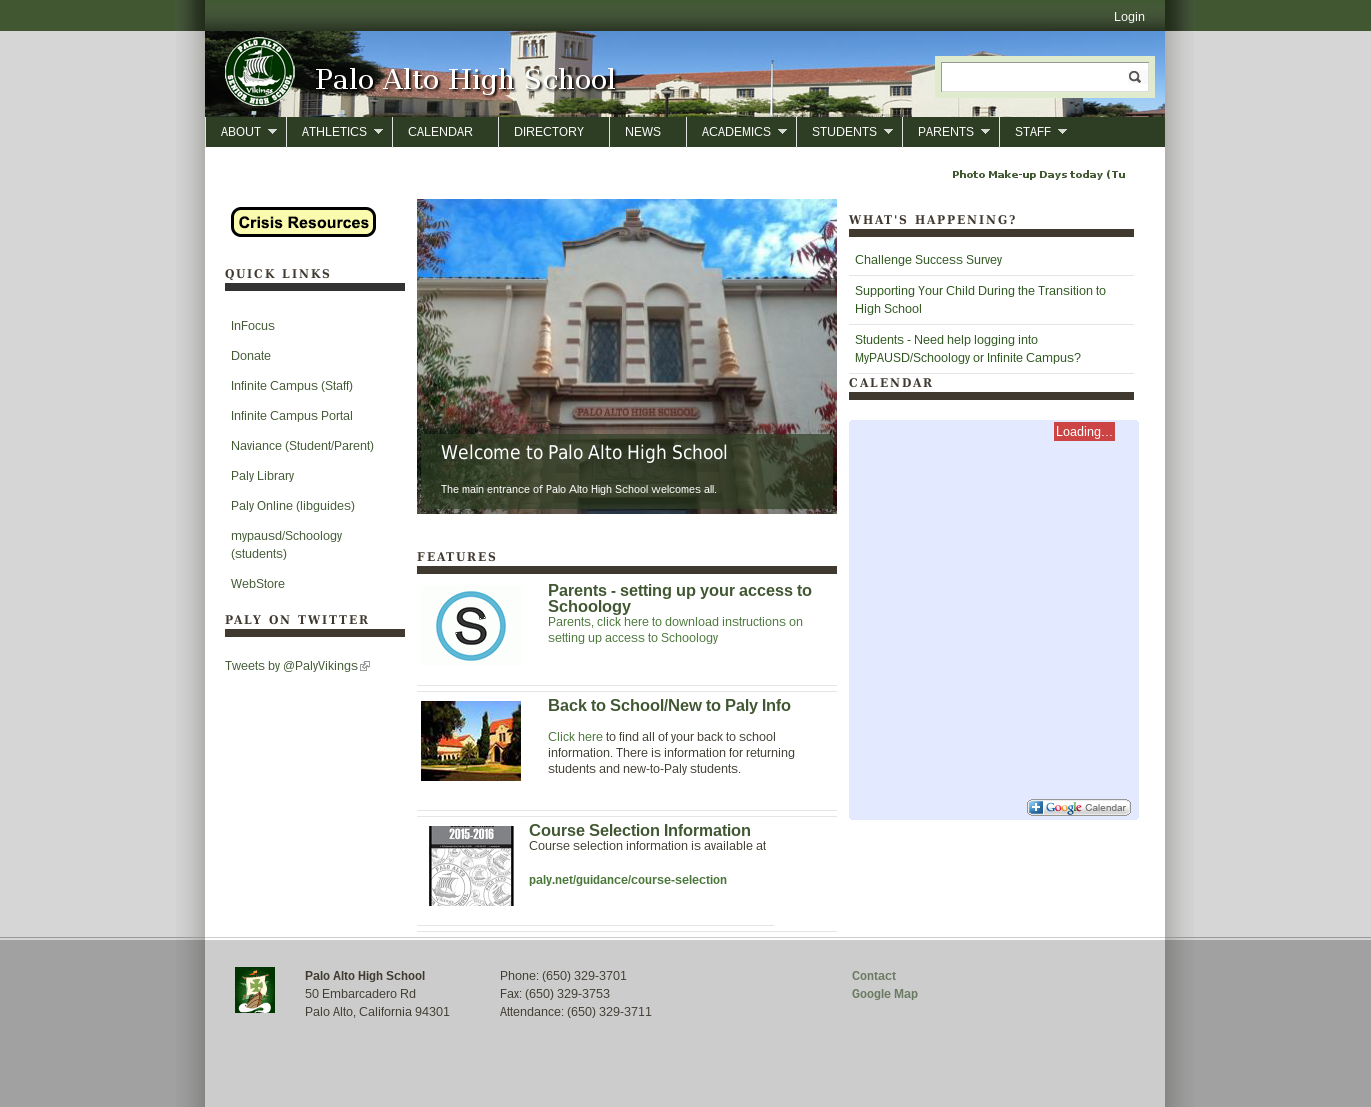 Login
PALO ALTO
Vikings
SENIOR HIGH SCHOOL
Palo Alto High School
ABOUT
ATHLETICS
CALENDAR
DIRECTORY
NEWS
ACADEMICS
STUDENTS
PARENTS
STAFF
Photo Make-up Days today (Tu
Crisis Resources
QUICK LINKS
InFocus
Donate
Infinite Campus (Staff)
Infinite Campus Portal
Naviance (Student/Parent)
Paly Library
Paly Online (libguides)
mypausd/Schoology
(students)
WebStore
PALY ON TWITTER
Tweets by @PalyVikings
PALO ALTO HIGH SCHOOL
Welcome to Palo Alto High School
The main entrance of Palo Alto High School welcomes all.
FEATURES
S
Parents - setting up your access to
Schoology
Parents, click here to download instructions on
setting up access to Schoology
Back to School/New to Paly Info
Click here to find all of your back to school
information. There is information for returning
students and new-to-Paly students.
2015-2016
Course Selection Information
Course selection information is available at
paly.net/guidance/course-selection
WHAT'S HAPPENING?
Challenge Success Survey
Supporting Your Child During the Transition to
High School
Students - Need help logging into
MyPAUSD/Schoology or Infinite Campus?
CALENDAR
Loading...
Google Calendar
Palo Alto High School
50 Embarcadero Rd
Palo Alto, California 94301
Phone: (650) 329-3701
Fax: (650) 329-3753
Attendance: (650) 329-3711
Contact
Google Map